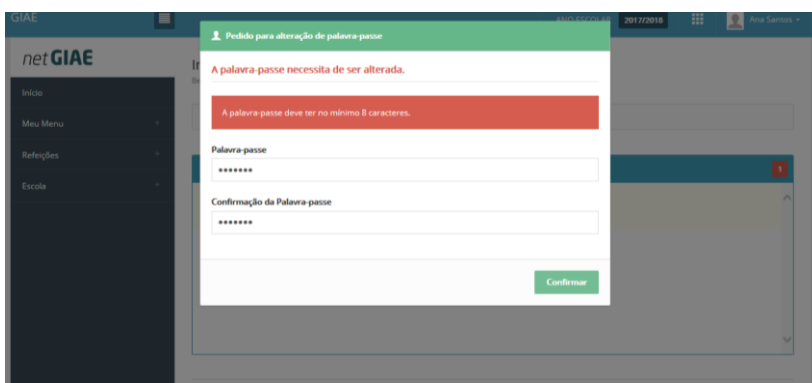 GIAE
ANO ESCOLAR 2017/2018
Ana Santos
netGIAE
Início
Meu Menu
Refeições
Escola
Pedido para alteração de palavra-passe
A palavra-passe necessita de ser alterada.
A palavra-passe deve ter no mínimo 8 caracteres.
Palavra-passe
•••••••
Confirmação da Palavra-passe
•••••••
Confirmar
1